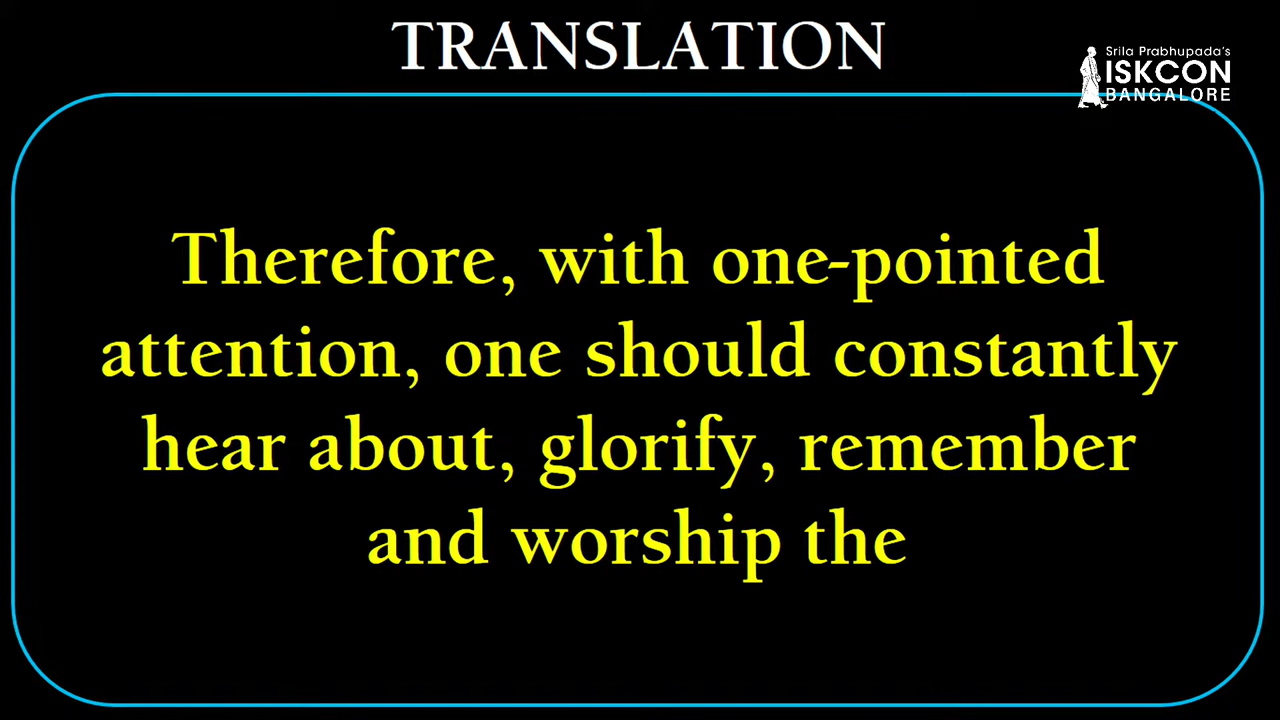 TRANSLATION
Srila Prabhupada's
ISKCON
BANGALORE
Therefore, with one-pointed
attention, one should constantly
hear about, glorify, remember
and worship the